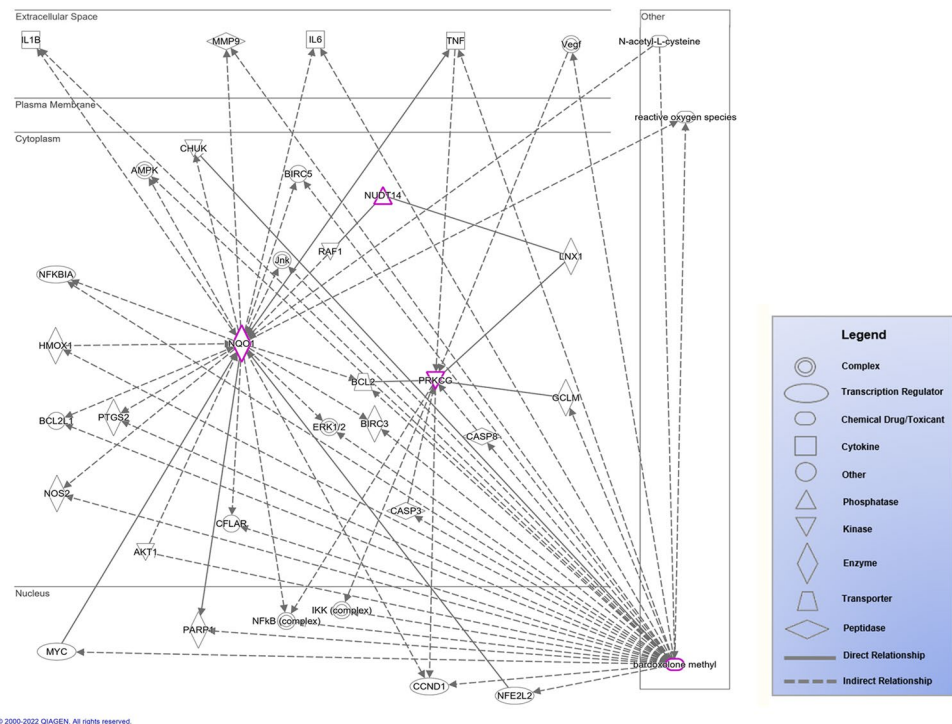 Extracellular Space
Other
IL1B
MMP9
IL6
TNF
Vegf
N-acetyl-L-cysteine
Plasma Membrane
reactive oxygen species
Cytoplasm
CHUK
AMPK
BIRC5
NUDT14
RAF1
LNX1
Jnk
NFKBIA
HMOX1
NQO1
BCL2
PRKCG
GCLM
BCL2L1
PTGS2
ERK1/2
BIRC3
CASP8
NOS2
CFLAR
CASP3
AKT1
Nucleus
PARP1
NFkB (complex)
IKK (complex)
MYC
bardoxolone methyl
CCND1
NFE2L2
Legend
Complex
Transcription Regulator
Chemical Drug/Toxicant
Cytokine
Other
Phosphatase
Kinase
Enzyme
Transporter
Peptidase
Direct Relationship
Indirect Relationship
© 2000-2022 QIAGEN. All rights reserved.